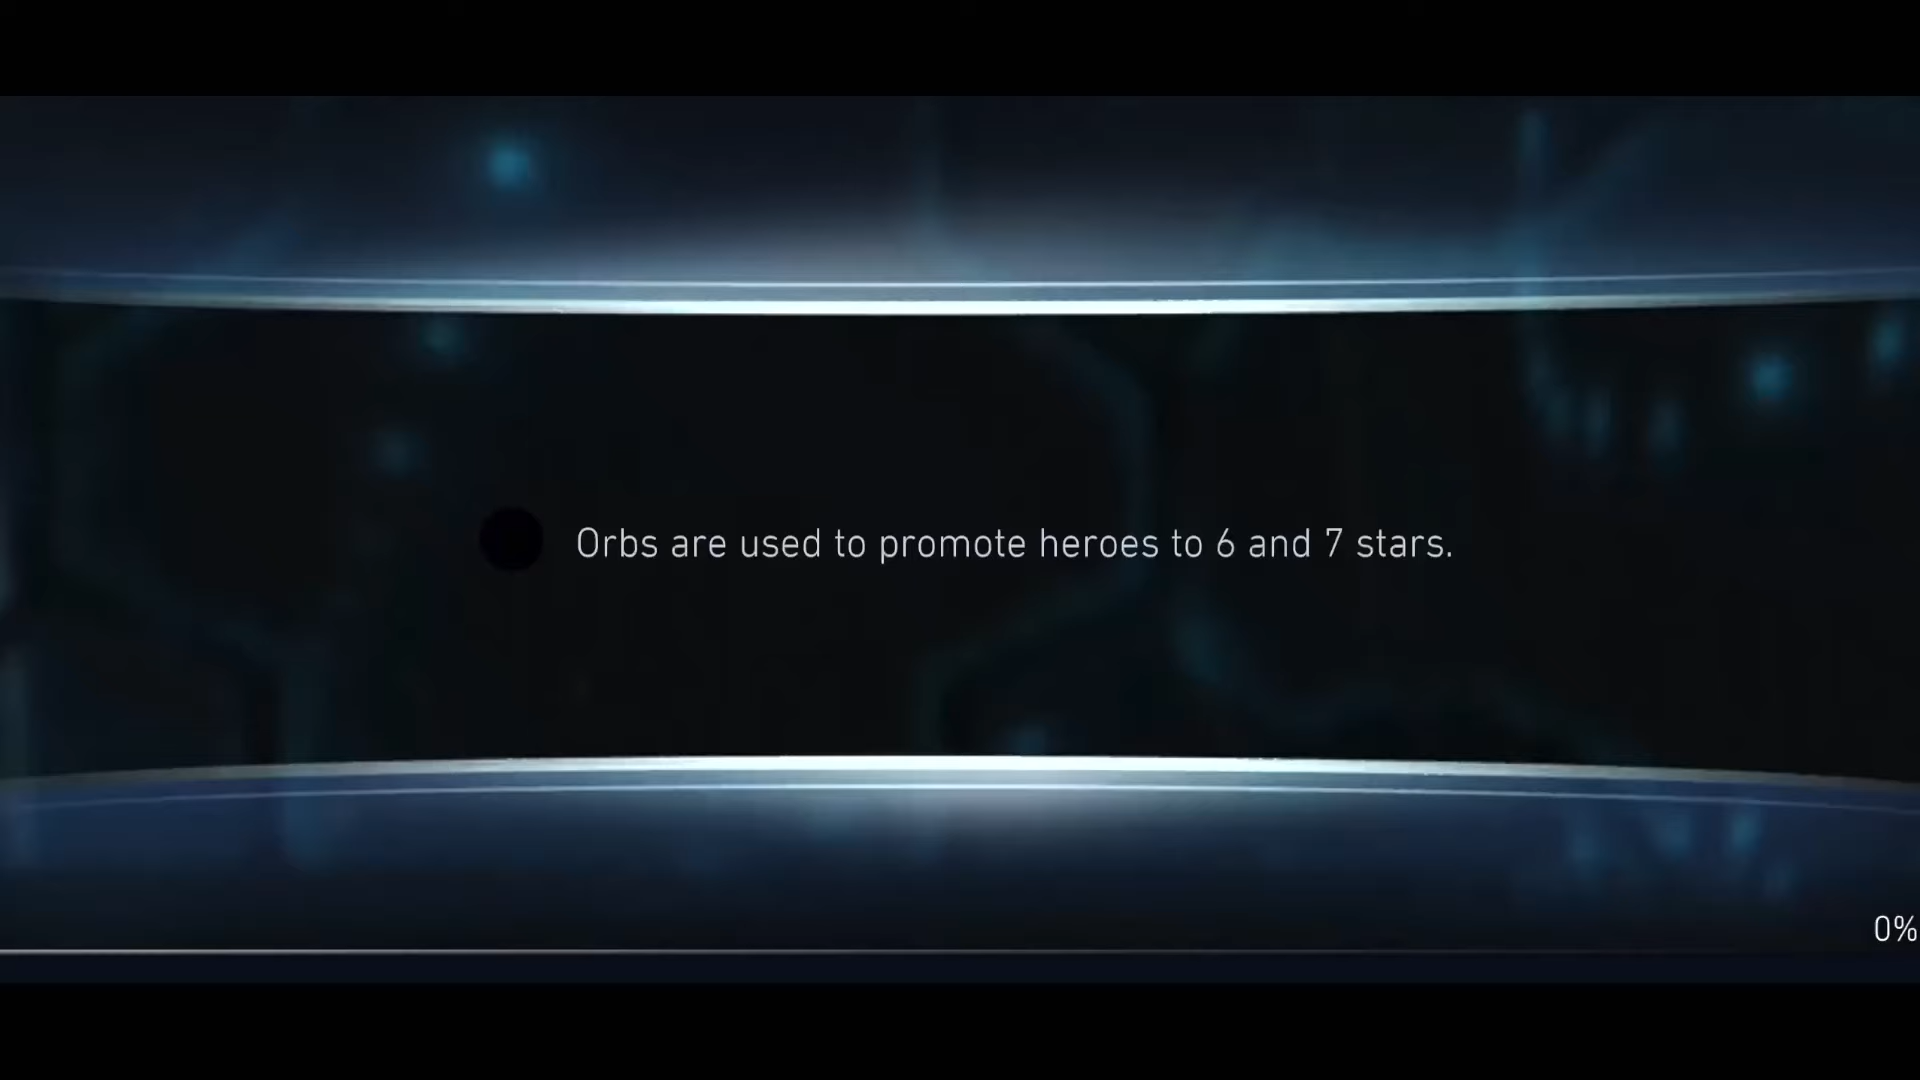 Orbs are used to promote heroes to 6 and 7 stars.
0%